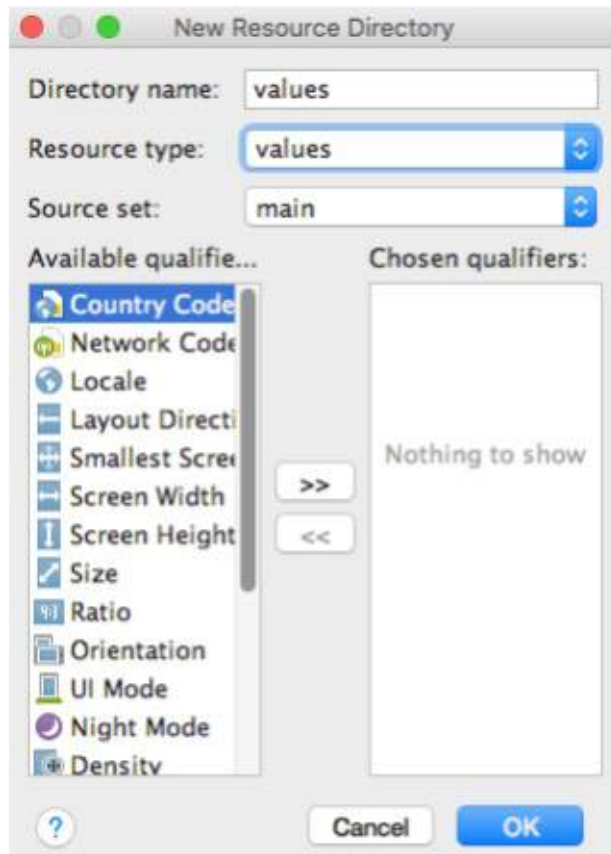 New Resource Directory
Directory name: values
Resource type: values
Source set: main
Available qualifie... Chosen qualifiers:
Country Code
Network Code
Locale
Layout Directi
Smallest Scree
Screen Width
Screen Height
Size
Ratio
Orientation
UI Mode
Night Mode
Density
>>
<<
Nothing to show
? Cancel OK